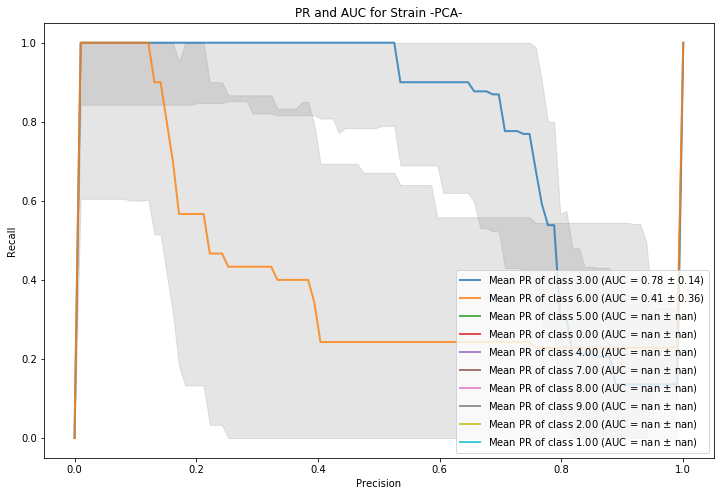 PR and AUC for Strain -PCA-
1.0
0.8
0.6
0.4
0.2
0.0
Recall
Mean PR of class 3.00 (AUC = 0.78 ± 0.14)
Mean PR of class 6.00 (AUC = 0.41 ± 0.36)
Mean PR of class 5.00 (AUC = nan ± nan)
Mean PR of class 0.00 (AUC = nan ± nan)
Mean PR of class 4.00 (AUC = nan ± nan)
Mean PR of class 7.00 (AUC = nan ± nan)
Mean PR of class 8.00 (AUC = nan ± nan)
Mean PR of class 9.00 (AUC = nan ± nan)
Mean PR of class 2.00 (AUC = nan ± nan)
Mean PR of class 1.00 (AUC = nan ± nan)
0.0 0.2 0.4 0.6 0.8 1.0
Precision